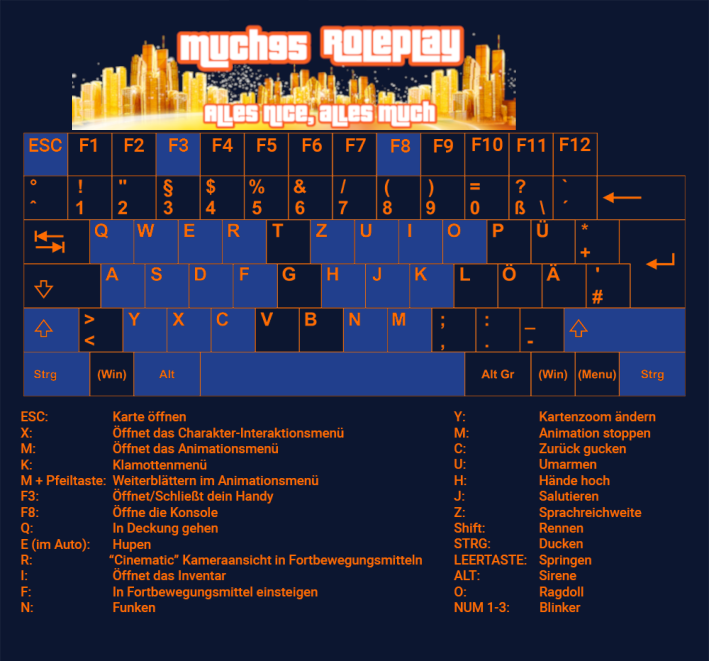 Much95 Roleplay
Alles nice, alles much
ESC F1 F2 F3 F4 F5 F6 F7 F8 F9 F10 F11 F12
° ! " § $ % & / ( ) = ? `
^ 1 2 3 4 5 6 7 8 9 0 ß \ ´
Q W E R T Z U I O P Ü *
+
A S D F G H J K L Ö Ä '
#
> Y X C V B N M ; : _
< , . -
Strg (Win) Alt Alt Gr (Win) (Menu) Strg
ESC: Karte öffnen
X: Öffnet das Charakter-Interaktionsmenü
M: Öffnet das Animationsmenü
K: Klamottenmenü
M + Pfeiltaste: Weiterblättern im Animationsmenü
F3: Öffnet/Schließt dein Handy
F8: Öffne die Konsole
Q: In Deckung gehen
E (im Auto): Hupen
R: “Cinematic” Kameraansicht in Fortbewegungsmitteln
I: Öffnet das Inventar
F: In Fortbewegungsmittel einsteigen
N: Funken
Y: Kartenzoom ändern
M: Animation stoppen
C: Zurück gucken
U: Umarmen
H: Hände hoch
J: Salutieren
Z: Sprachreichweite
Shift: Rennen
STRG: Ducken
LEERTASTE: Springen
ALT: Sirene
O: Ragdoll
NUM 1-3: Blinker